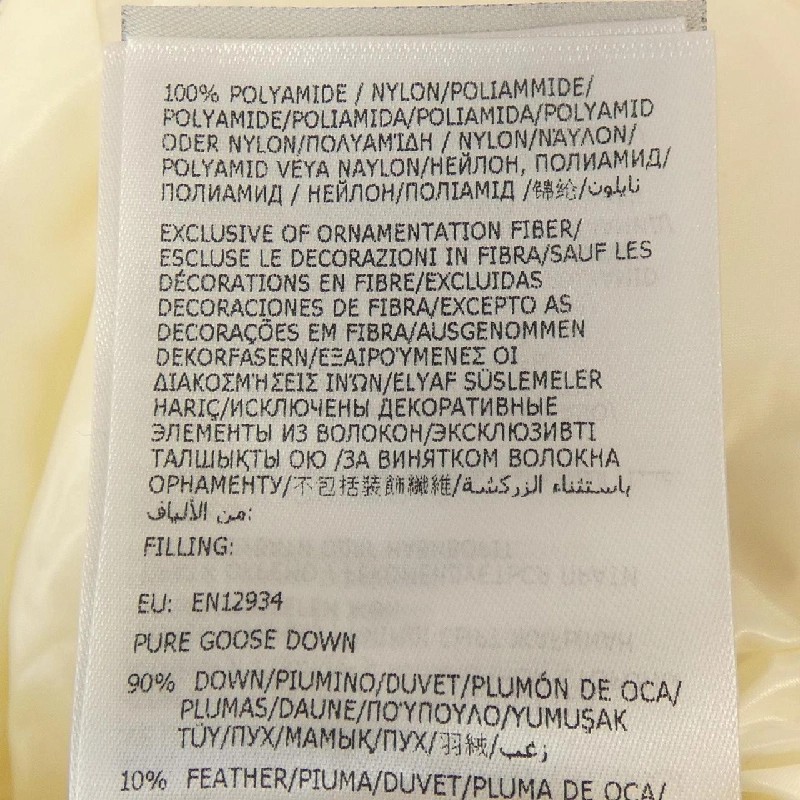 100% POLYAMIDE / NYLON/POLIAMMIDE/
POLYAMIDE/POLIAMIDA/POLIAMIDA/POLYAMID
ODER NYLON/ΠΟΛΥΑΜΊΔΗ / NYLON/ΝΆΥΛΟΝ/
POLYAMID VEYA NAYLON/НЕЙЛОН, ПОЛИАМИД/
ПОЛИАМИД / НЕЙЛОН/ПОЛІАМІД /锦纶/نايلون
EXCLUSIVE OF ORNAMENTATION FIBER/
ESCLUSE LE DECORAZIONI IN FIBRA/SAUF LES
DÉCORATIONS EN FIBRE/EXCLUIDAS
DECORACIONES DE FIBRA/EXCEPTO AS
DECORAÇÕES EM FIBRA/AUSGENOMMEN
DEKORFASERN/ΕΞΑΙΡΟΎΜΕΝΕΣ ΟΙ
ΔΙΑΚΟΣΜΉΣΕΙΣ ΙΝΏΝ/ELYAF SÜSLEMELER
HARIÇ/ИСКЛЮЧЕНЫ ДЕКОРАТИВНЫЕ
ЭЛЕМЕНТЫ ИЗ ВОЛОКОН/ЭКСКЛЮЗИВТІ
ТАЛШЫҚТЫ ОЮ /ЗА ВИНЯТКОМ ВОЛОКНА
ОРНАМЕНТУ/不包括裝飾纖維/باستثناء الزركشة
من الألياف:
FILLING:
EU: EN12934
PURE GOOSE DOWN
90% DOWN/PIUMINO/DUVET/PLUMÓN DE OCA/
PLUMAS/DAUNE/ΠΟΎΠΟΥΛΟ/YUMUŞAK
TÜY/ПУХ/МАМЫҚ/ПУХ/羽絨/زغب/
10% FEATHER/PIUMA/DUVET/PLUMA DE OCA/